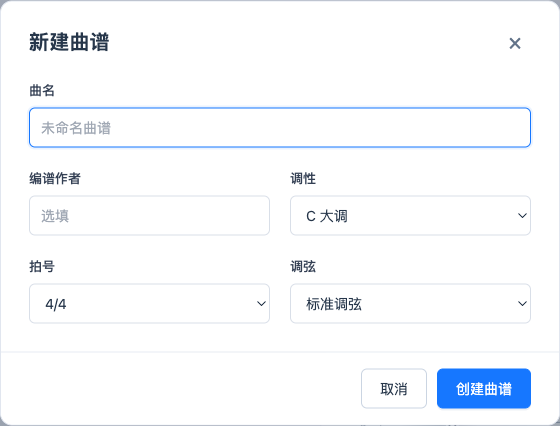 新建曲谱
曲名
未命名曲谱
编谱作者 调性
选填 C 大调
拍号 调弦
4/4 标准调弦
取消 创建曲谱